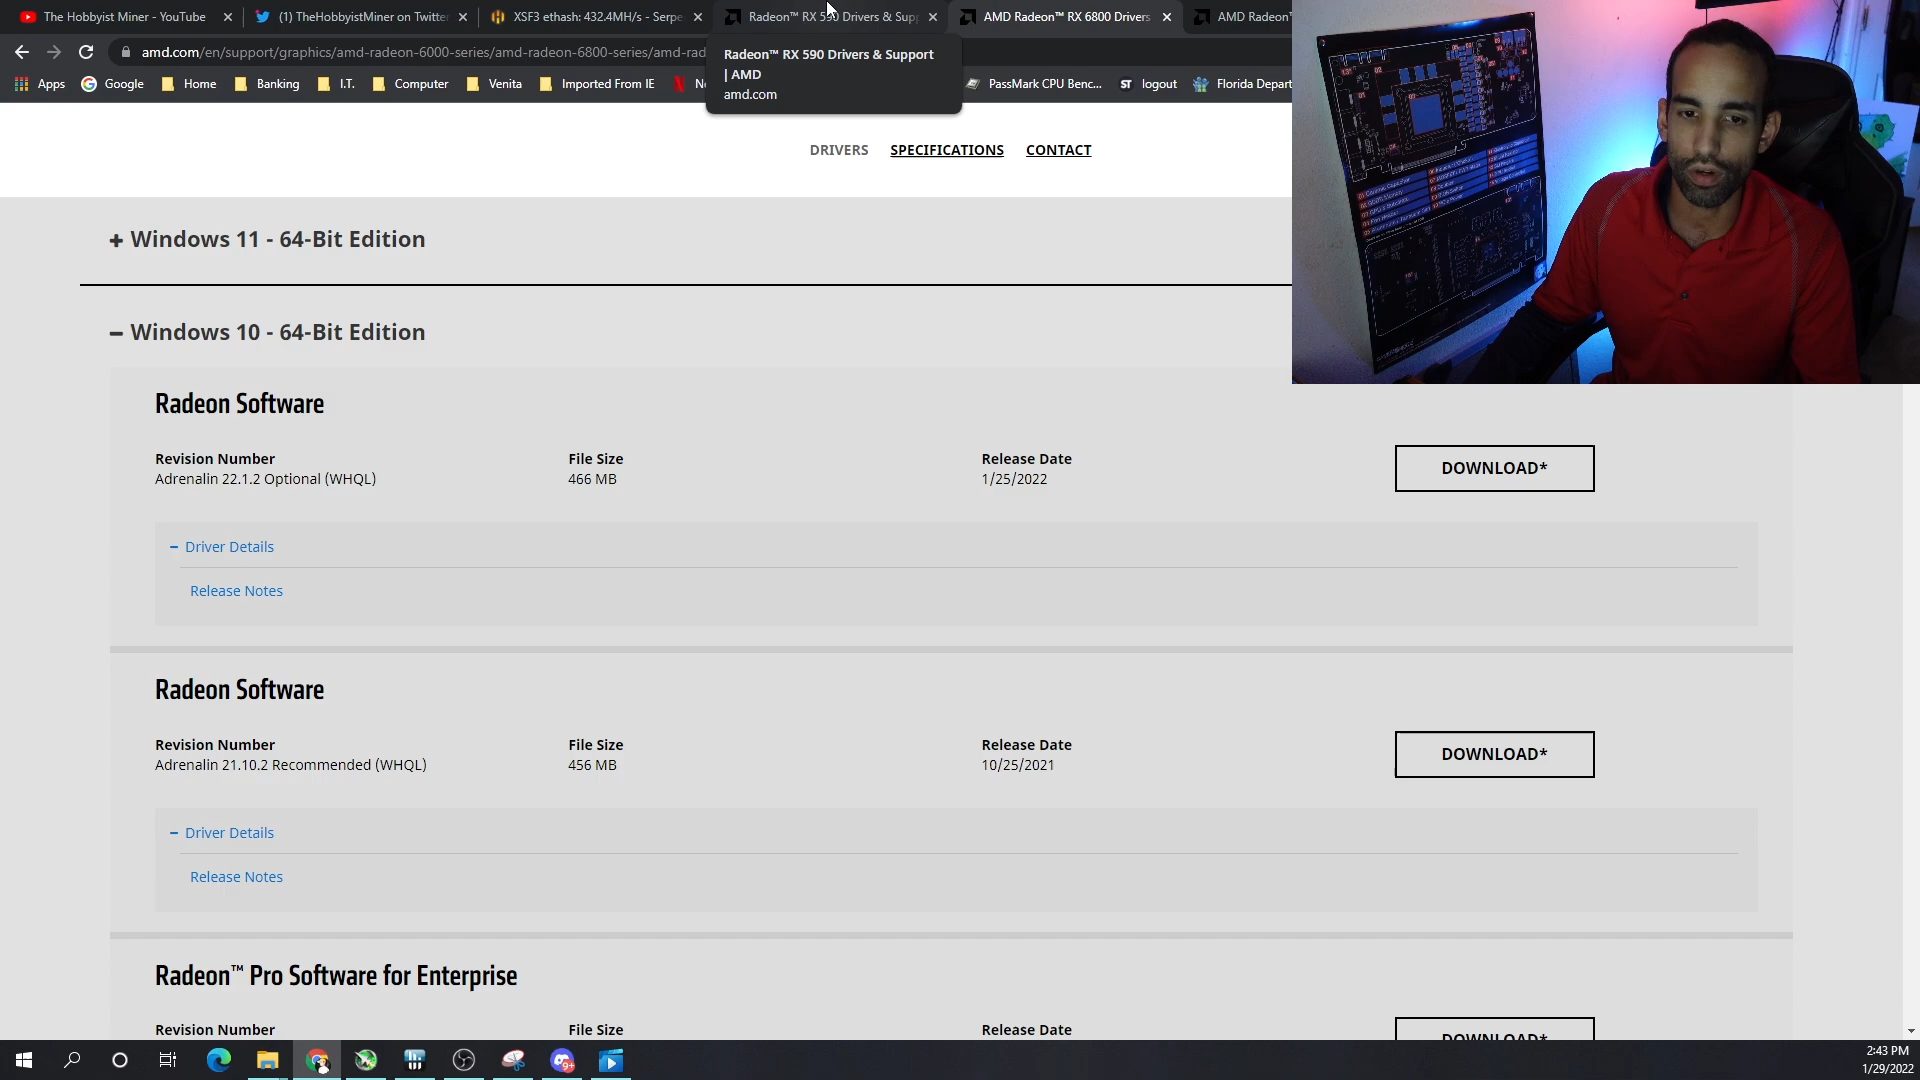 The Hobbyist Miner - YouTube
(1) TheHobbyistMiner on Twitte
XSF3 ethash: 432.4MH/s - Serpe
Radeon™ RX 590 Drivers & Supp
AMD Radeon™ RX 6800 Drivers
AMD Radeon™
amd.com/en/support/graphics/amd-radeon-6000-series/amd-radeon-6800-series/amd-rad
Radeon™ RX 590 Drivers & Support
| AMD
amd.com
Apps
Google
Home
Banking
I.T.
Computer
Venita
Imported From IE
PassMark CPU Benc...
ST logout
Florida Depart
DRIVERS
SPECIFICATIONS
CONTACT
Windows 11 - 64-Bit Edition
Windows 10 - 64-Bit Edition
Radeon Software
Revision Number
File Size
Release Date
Adrenalin 22.1.2 Optional (WHQL)
466 MB
1/25/2022
DOWNLOAD*
Driver Details
Release Notes
Radeon Software
Revision Number
File Size
Release Date
Adrenalin 21.10.2 Recommended (WHQL)
456 MB
10/25/2021
DOWNLOAD*
Driver Details
Release Notes
Radeon™ Pro Software for Enterprise
Revision Number
File Size
Release Date
DOWNLOAD*
9+
2:43 PM
1/29/2022